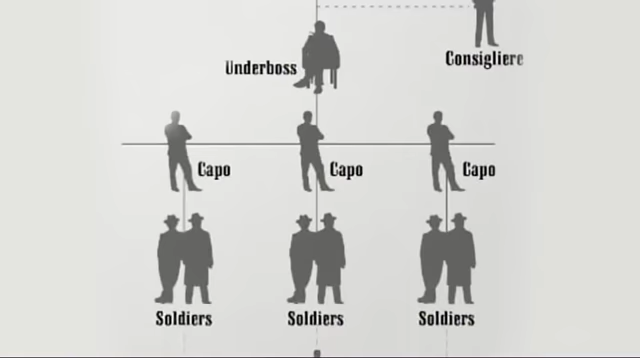 Consigliere
Underboss
Capo
Capo
Capo
Soldiers
Soldiers
Soldiers